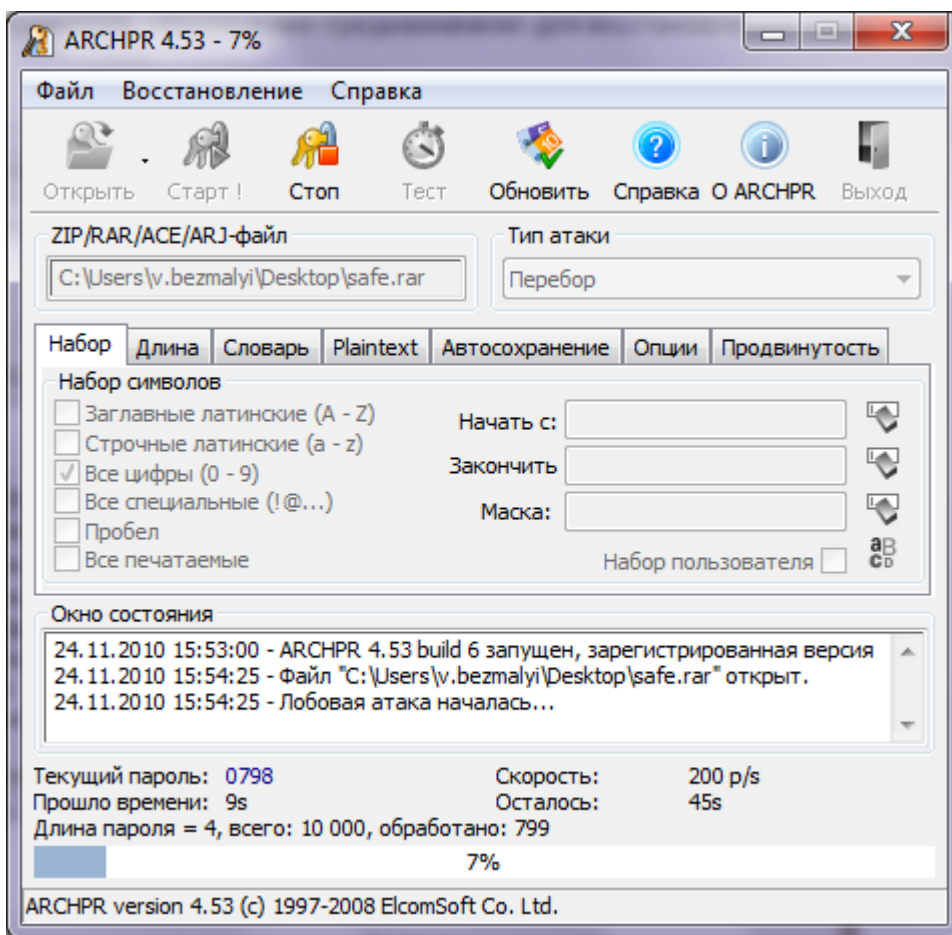 ARCHPR 4.53 - 7%
Файл Восстановление Справка
Открыть Старт ! Стоп Тест Обновить Справка О ARCHPR Выход
ZIP/RAR/ACE/ARJ-файл
C:\Users\v.bezmalyi\Desktop\safe.rar
Тип атаки
Перебор
Набор Длина Словарь Plaintext Автосохранение Опции Продвинутость
Набор символов
Заглавные латинские (A - Z)
Строчные латинские (a - z)
Все цифры (0 - 9)
Все специальные (!@...)
Пробел
Все печатаемые
Начать с:
Закончить
Маска:
Набор пользователя
Окно состояния
24.11.2010 15:53:00 - ARCHPR 4.53 build 6 запущен, зарегистрированная версия
24.11.2010 15:54:25 - Файл "C:\Users\v.bezmalyi\Desktop\safe.rar" открыт.
24.11.2010 15:54:25 - Лобовая атака началась...
Текущий пароль: 0798 Скорость: 200 p/s
Прошло времени: 9s Осталось: 45s
Длина пароля = 4, всего: 10 000, обработано: 799
7%
ARCHPR version 4.53 (c) 1997-2008 ElcomSoft Co. Ltd.